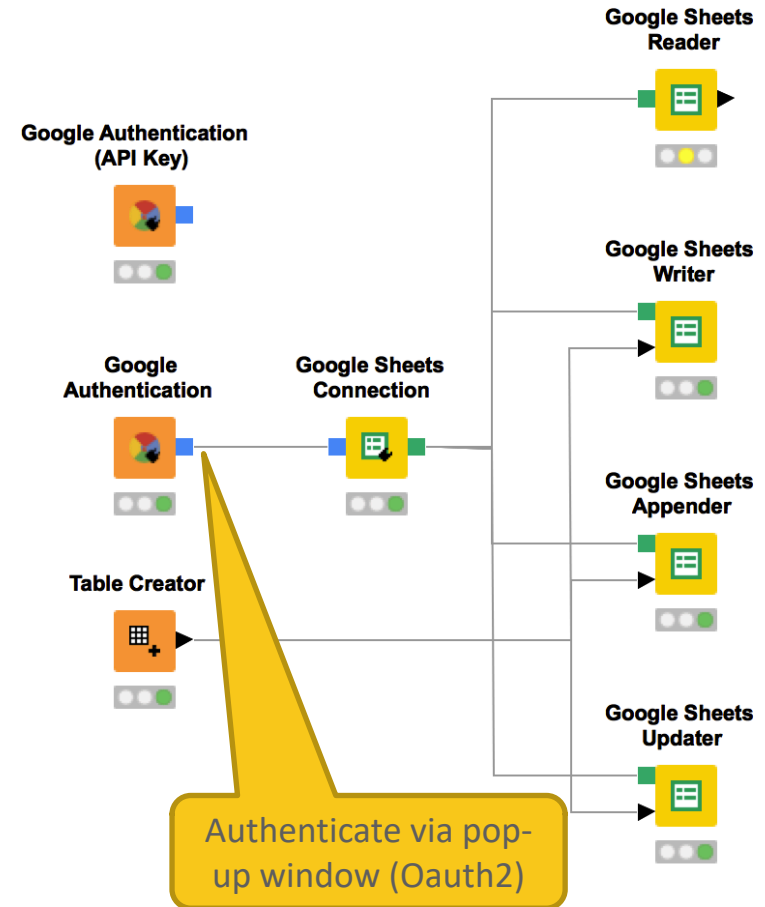 Google Sheets
Reader
Google Authentication
(API Key)
Google Sheets
Writer
Google
Authentication
Google Sheets
Connection
Google Sheets
Appender
Table Creator
Google Sheets
Updater
Authenticate via pop-
up window (Oauth2)